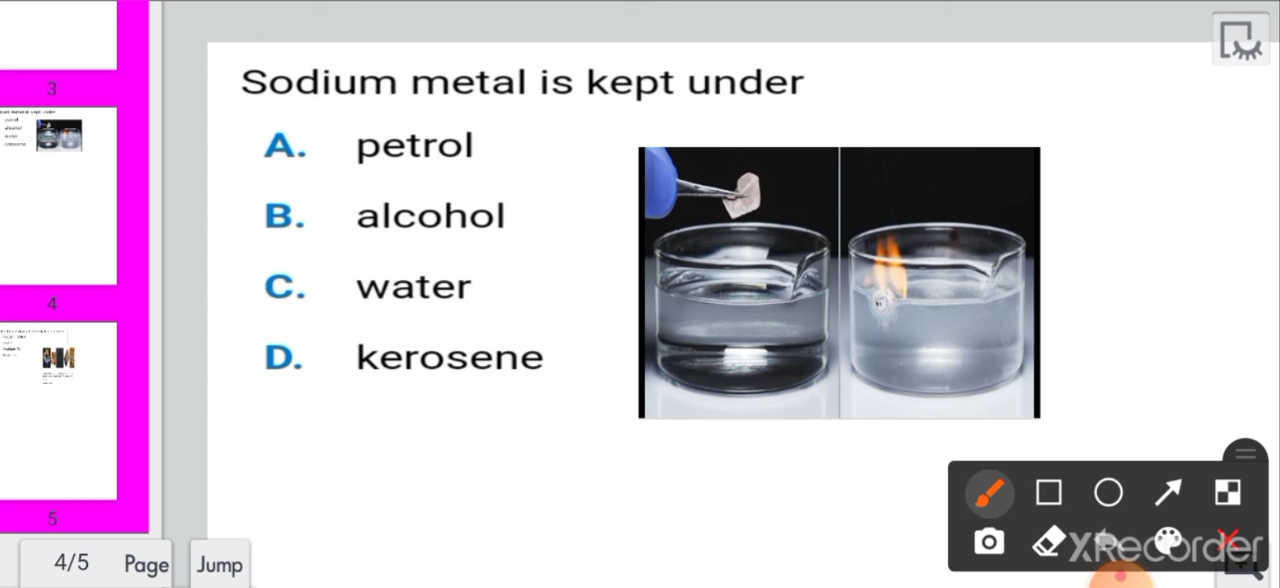 Sodium metal is kept under
A. petrol
B. alcohol
C. water
D. kerosene
3
4
5
4/5 Page Jump
XRecorder